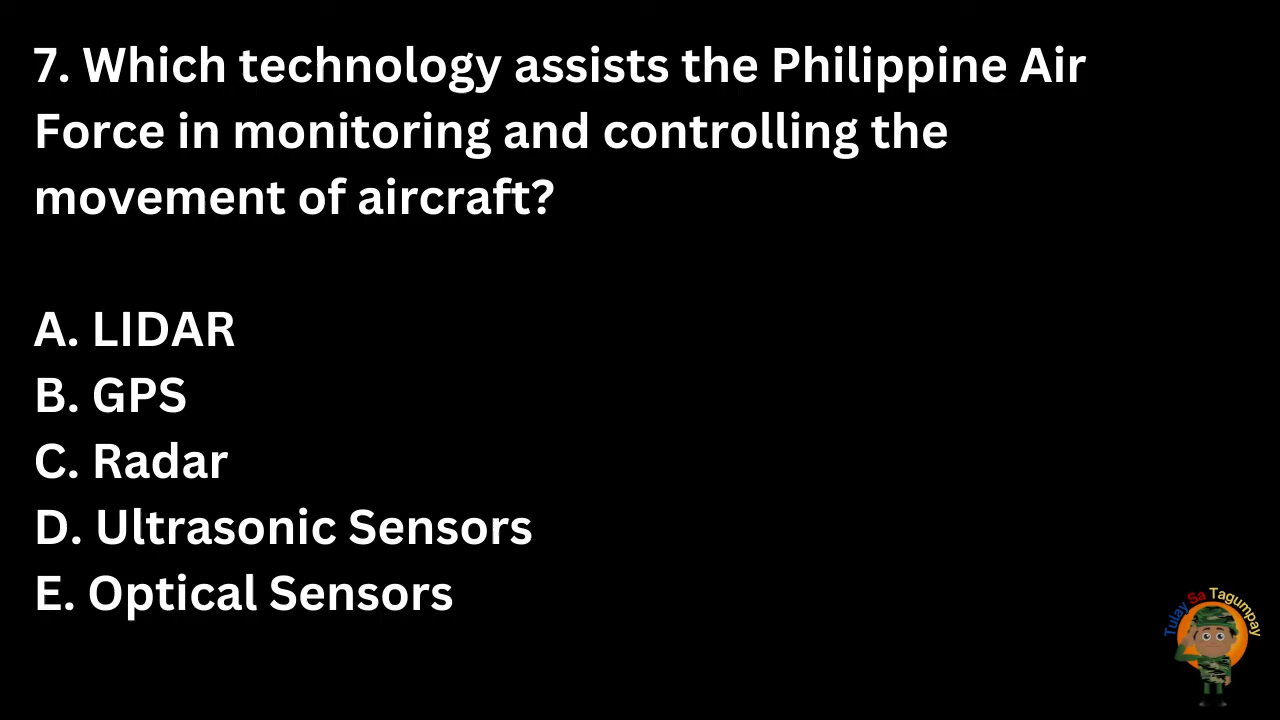 7. Which technology assists the Philippine Air
Force in monitoring and controlling the
movement of aircraft?
A. LIDAR
B. GPS
C. Radar
D. Ultrasonic Sensors
E. Optical Sensors
Tulay Sa Tagumpay